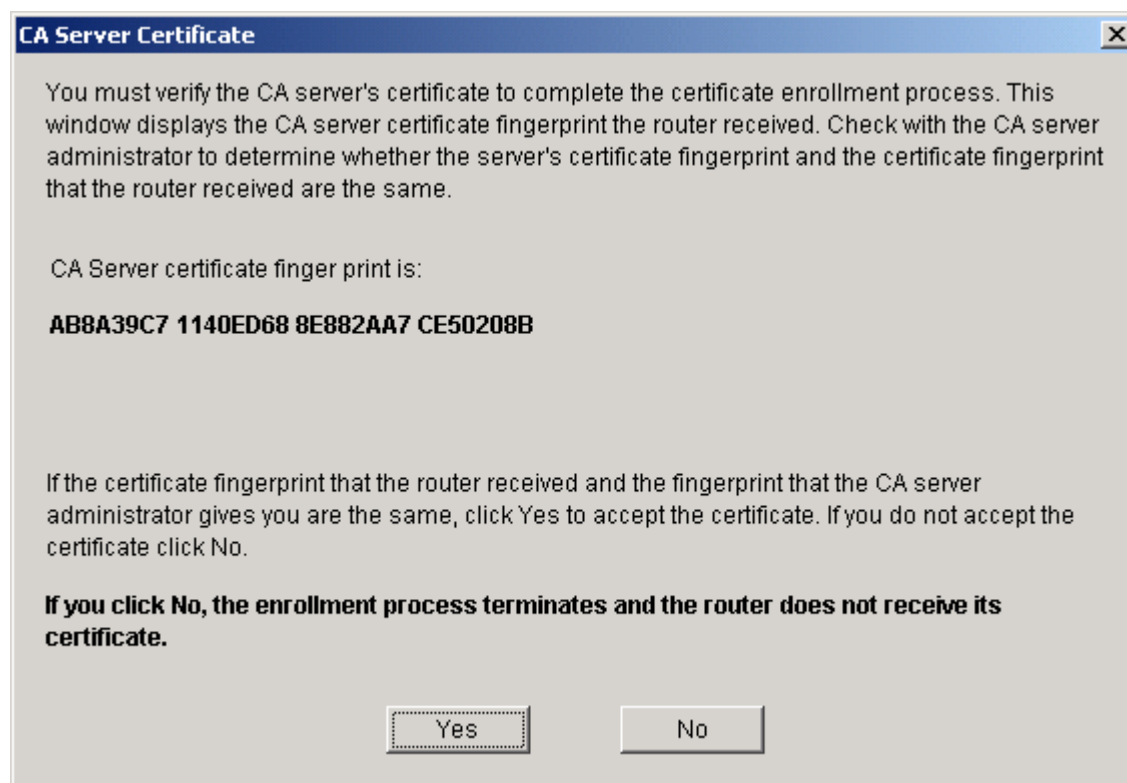 CA Server Certificate
You must verify the CA server's certificate to complete the certificate enrollment process. This
window displays the CA server certificate fingerprint the router received. Check with the CA server
administrator to determine whether the server's certificate fingerprint and the certificate fingerprint
that the router received are the same.
CA Server certificate finger print is:
AB8A39C7 1140ED68 8E882AA7 CE50208B
If the certificate fingerprint that the router received and the fingerprint that the CA server
administrator gives you are the same, click Yes to accept the certificate. If you do not accept the
certificate click No.
If you click No, the enrollment process terminates and the router does not receive its
certificate.
Yes
No